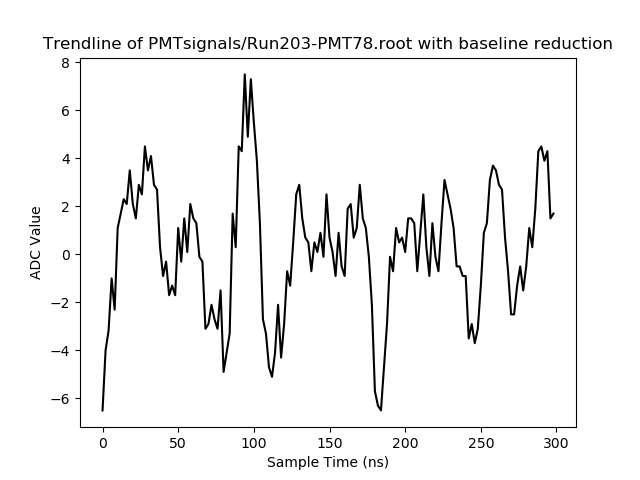 Trendline of PMTsignals/Run203-PMT78.root with baseline reduction
8
6
4
2
0
−2
−4
−6
ADC Value
0 50 100 150 200 250 300
Sample Time (ns)